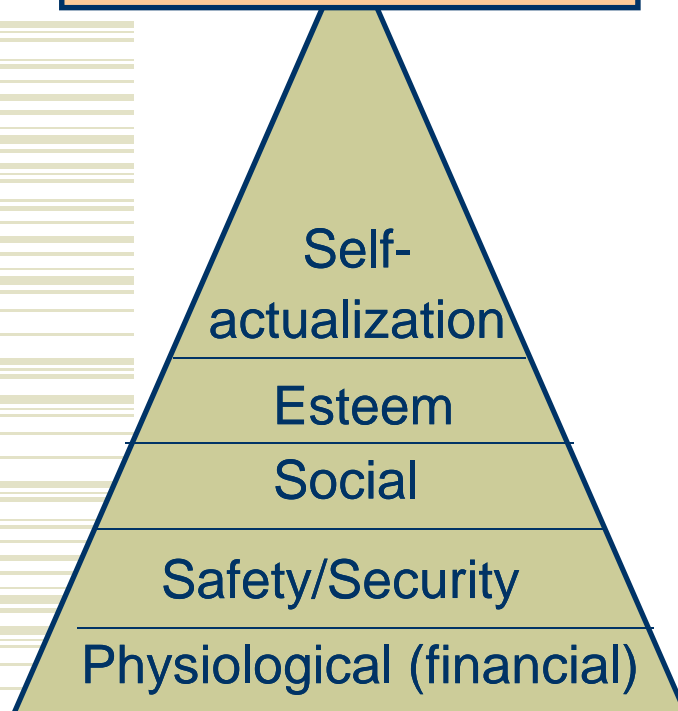 Self-
actualization
Esteem
Social
Safety/Security
Physiological (financial)